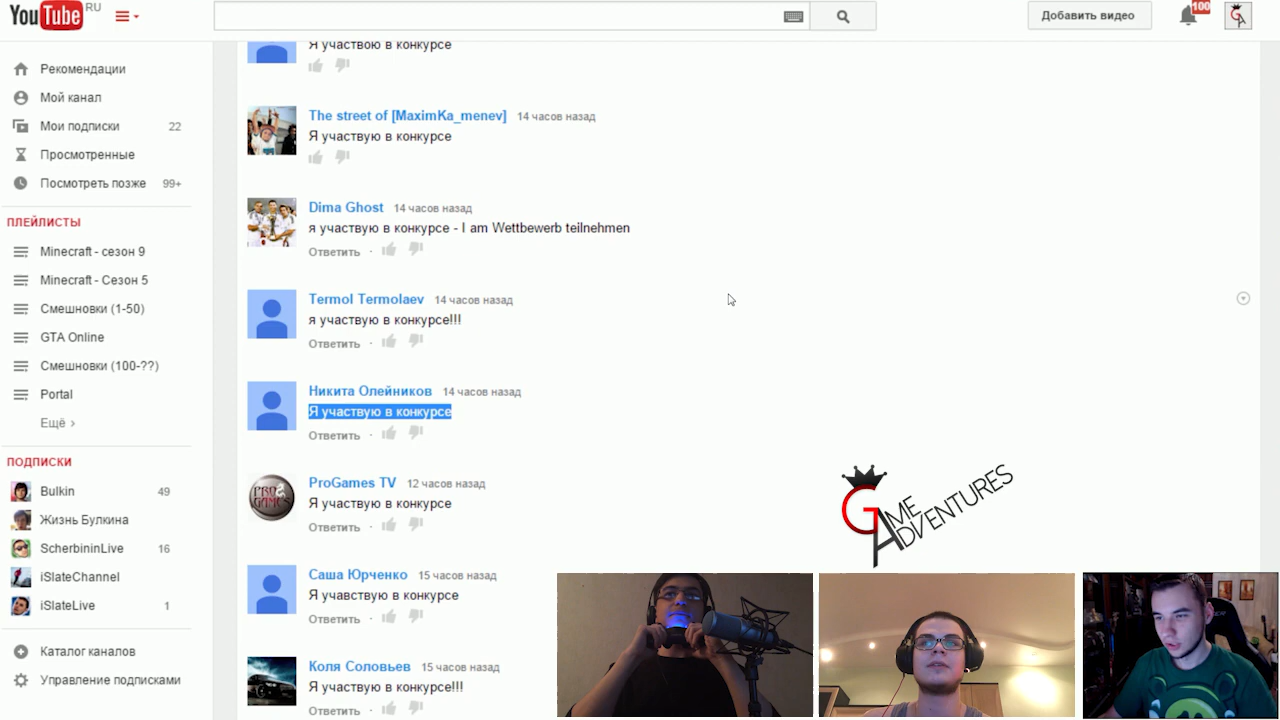 YouTube RU
Добавить видео
100
Рекомендации
Мой канал
Мои подписки 22
Просмотренные
Посмотреть позже 99+
ПЛЕЙЛИСТЫ
Minecraft - сезон 9
Minecraft - Сезон 5
Смешновки (1-50)
GTA Online
Смешновки (100-??)
Portal
Ещё ›
ПОДПИСКИ
Bulkin 49
Жизнь Булкина
ScherbininLive 16
iSlateChannel
iSlateLive 1
Каталог каналов
Управление подписками
Я участвою в конкурсе
The street of [MaximKa_menev] 14 часов назад
Я участвую в конкурсе
Dima Ghost 14 часов назад
я участвую в конкурсе - I am Wettbewerb teilnehmen
Ответить ·
Termol Termolaev 14 часов назад
я участвую в конкурсе!!!
Ответить ·
Никита Олейников 14 часов назад
Я участвую в конкурсе
Ответить ·
ProGames TV 12 часов назад
Я участвую в конкурсе
Ответить ·
Саша Юрченко 15 часов назад
Я учавствую в конкурсе
Ответить ·
Коля Соловьев 15 часов назад
Я участвую в конкурсе!!!
Ответить ·
PRO GAMES
GAME
ADVENTURES